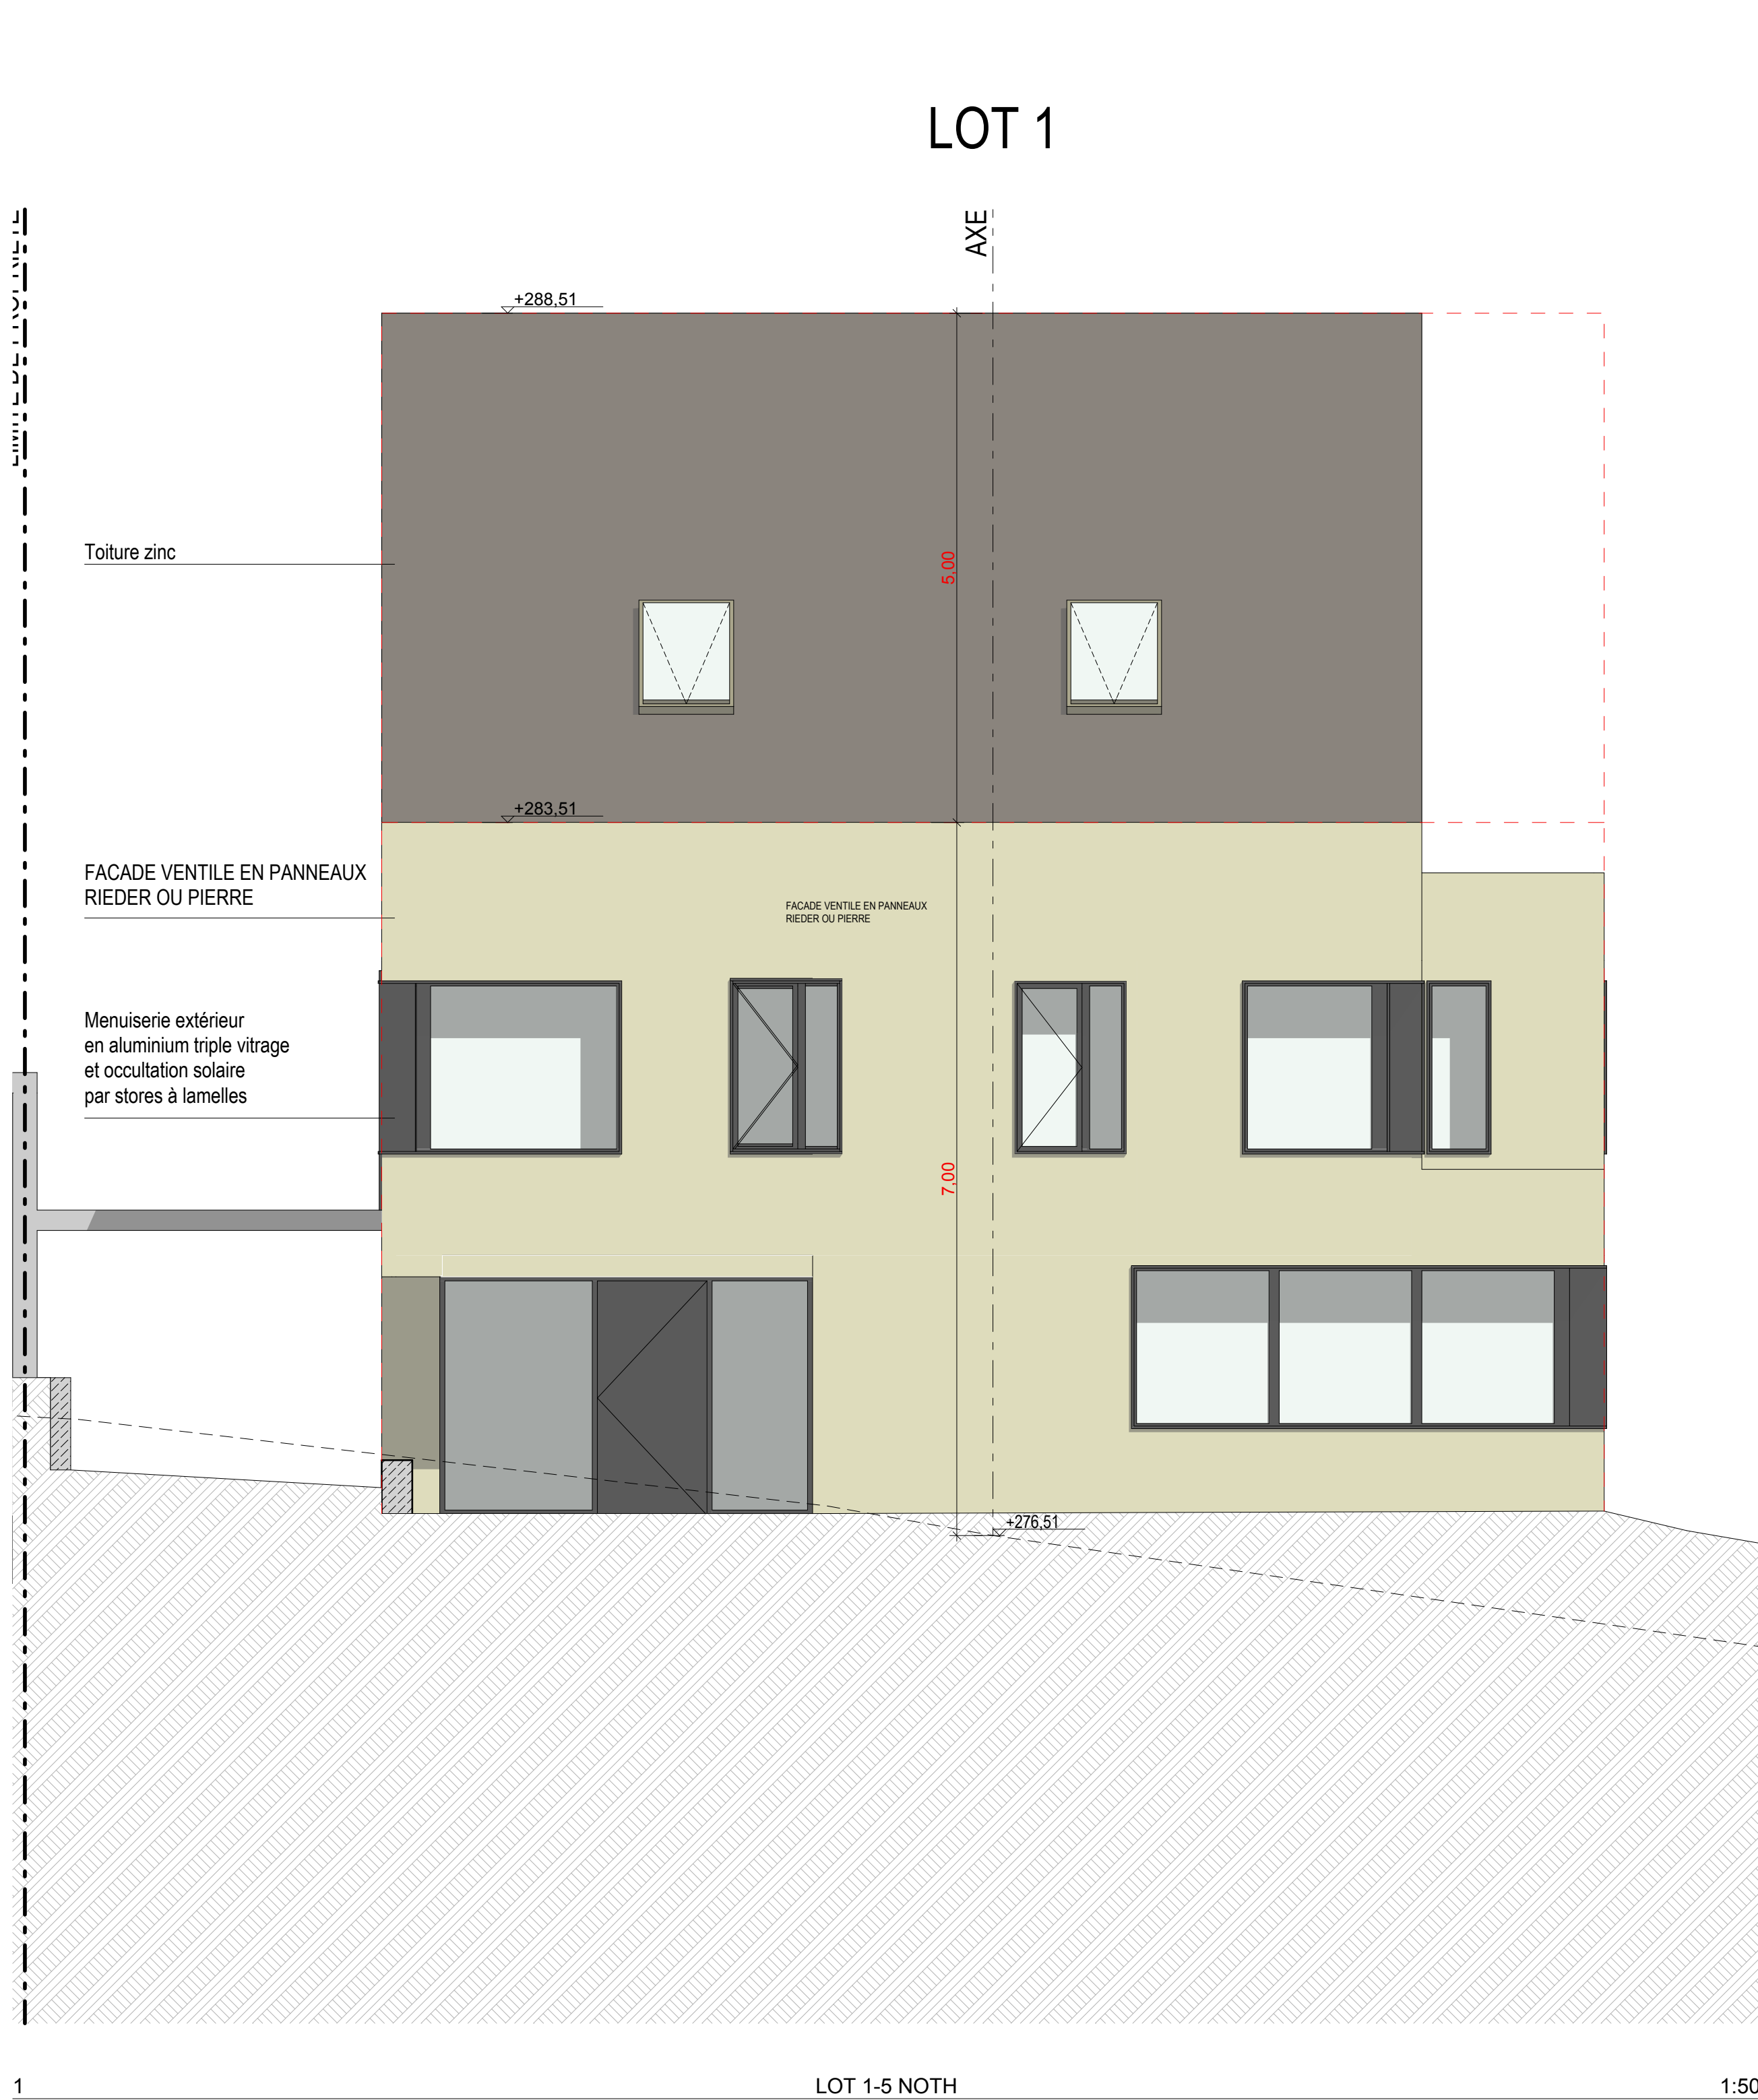 LOT 1
AXE
+288,51
Toiture zinc
5,00
+283,51
FACADE VENTILE EN PANNEAUX
RIEDER OU PIERRE
FACADE VENTILE EN PANNEAUX
RIEDER OU PIERRE
Menuiserie extérieur
en aluminium triple vitrage
et occultation solaire
par stores à lamelles
7,00
+276,51
1
LOT 1-5 NOTH
1:50